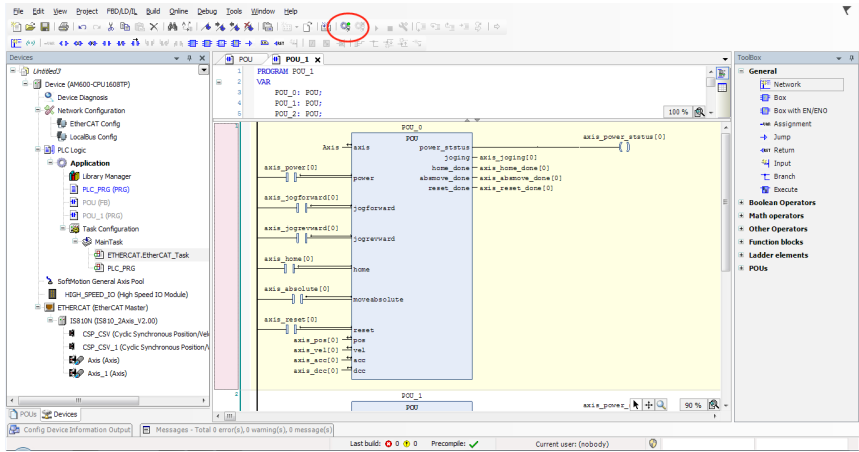 File Edit View Project FBD/LD/IL Build Online Debug Tools Window Help
Devices
Untitled3
Device (AM600-CPU1608TP)
Device Diagnosis
Network Configuration
EtherCAT Config
LocalBus Config
PLC Logic
Application
Library Manager
PLC_PRG (PRG)
POU (FB)
POU_1 (PRG)
Task Configuration
MainTask
ETHERCAT.EtherCAT_Task
PLC_PRG
SoftMotion General Axis Pool
HIGH_SPEED_IO (High Speed IO Module)
ETHERCAT (EtherCAT Master)
IS810N (IS810_2Axis_V2.00)
CSP_CSV (Cyclic Synchronous Position/Vel
CSP_CSV_1 (Cyclic Synchronous Position/V
Axis (Axis)
Axis_1 (Axis)
POUs Devices
POU POU_1
1 PROGRAM POU_1
2 VAR
3 POU_0: POU;
4 POU_1: POU;
5 POU_2: POU;
100 %
1
POU_0
POU axis_power_ststus[0]
Axis axis power_ststus
joging axis_joging[0]
axis_power[0] home_done axis_home_done[0]
power absmove_done axis_absmove_done[0]
reset_done axis_reset_done[0]
axis_jogforward[0]
jogforward
axis_jogrevward[0]
jogrevward
axis_home[0]
home
axis_absolute[0]
moveabsolute
axis_reset[0]
reset
axis_pos[0] pos
axis_vel[0] vel
axis_acc[0] acc
axis_dcc[0] dcc
2
POU_1
POU axis_power_
90 %
ToolBox
General
Network
Box
Box with EN/ENO
Assignment
Jump
Return
Input
Branch
Execute
Boolean Operators
Math operators
Other Operators
Function blocks
Ladder elements
POUs
Config Device Information Output Messages - Total 0 error(s), 0 warning(s), 0 message(s)
Last build: 0 0 Precompile: Current user: (nobody)